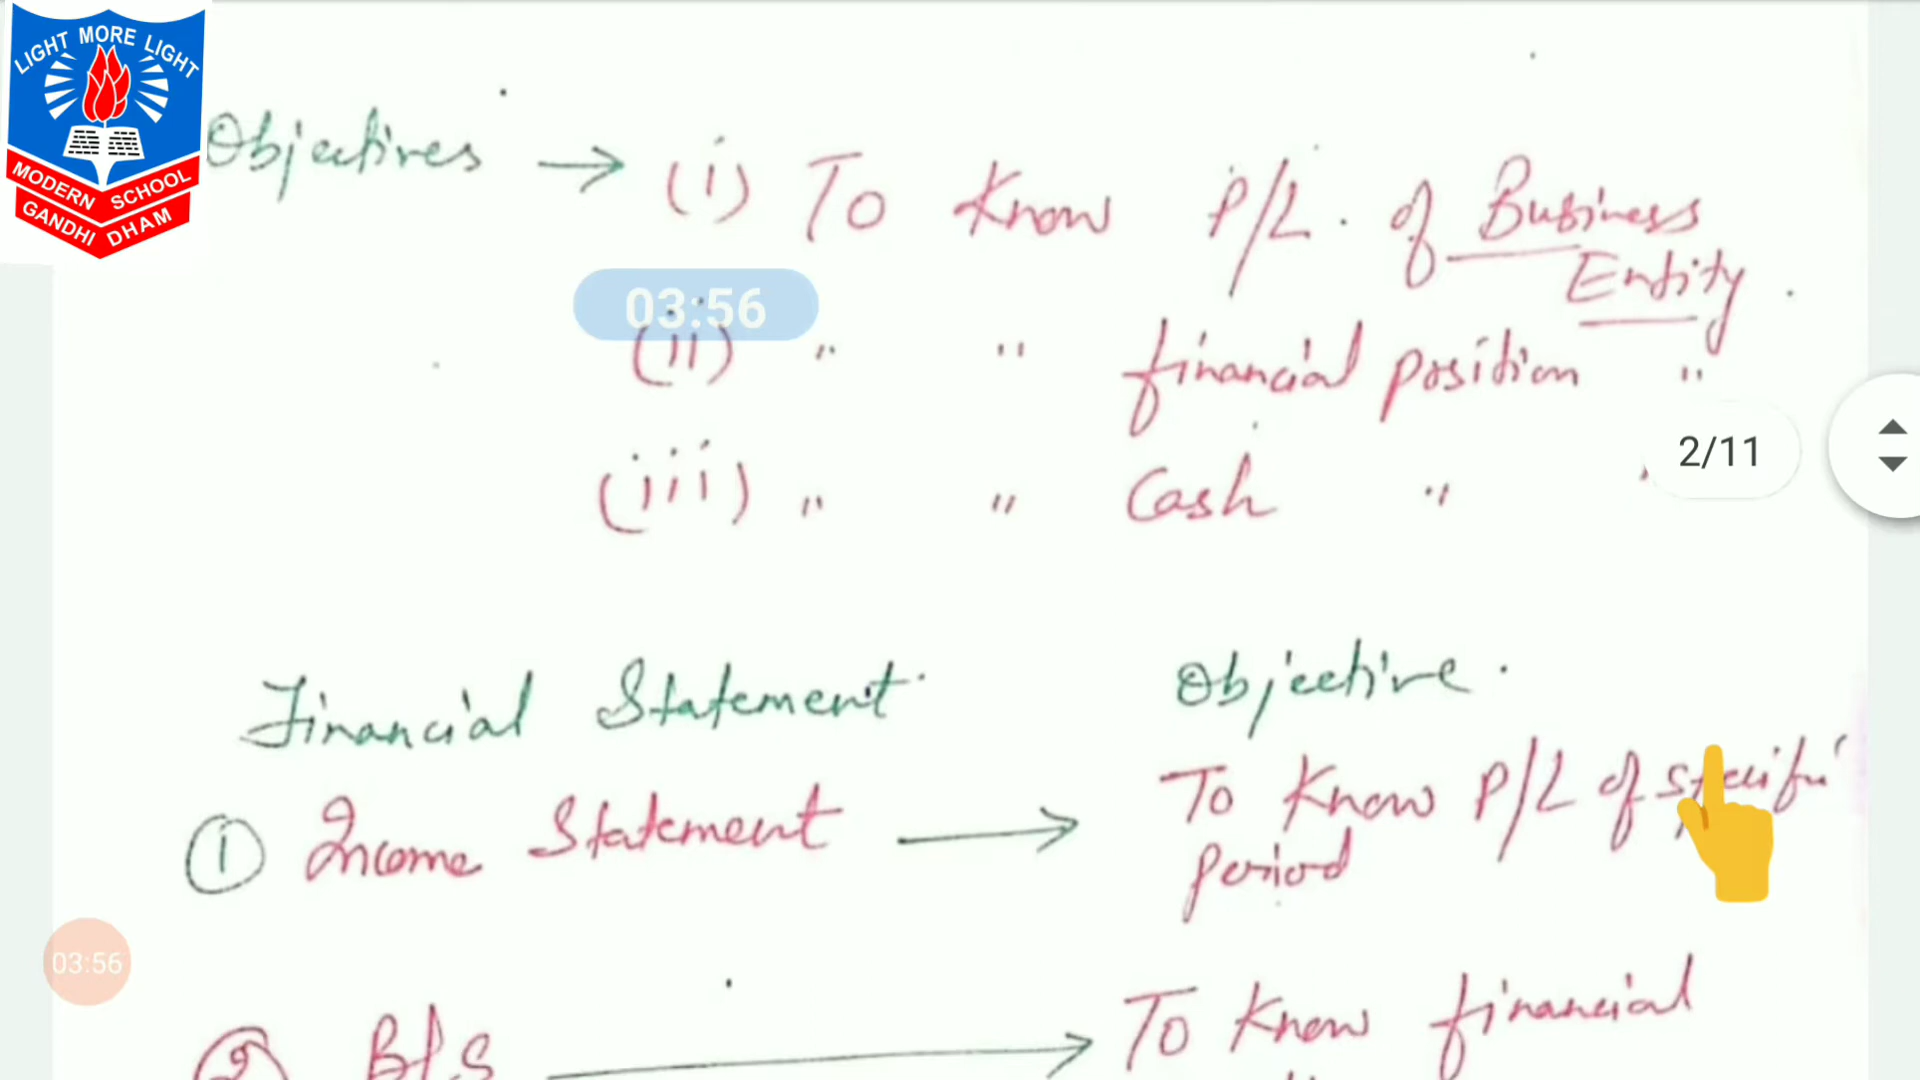 LIGHT MORE LIGHT
MODERN SCHOOL
GANDHI DHAM
Objectives → (i) To Know P/L. of Business
Entity.
03:56
(ii) " " financial position "
2/11
(iii) " " Cash " "
Financial Statement Objective.
① Income Statement → To Know P/L of specific
period
03:56
② B/S → To Know financial